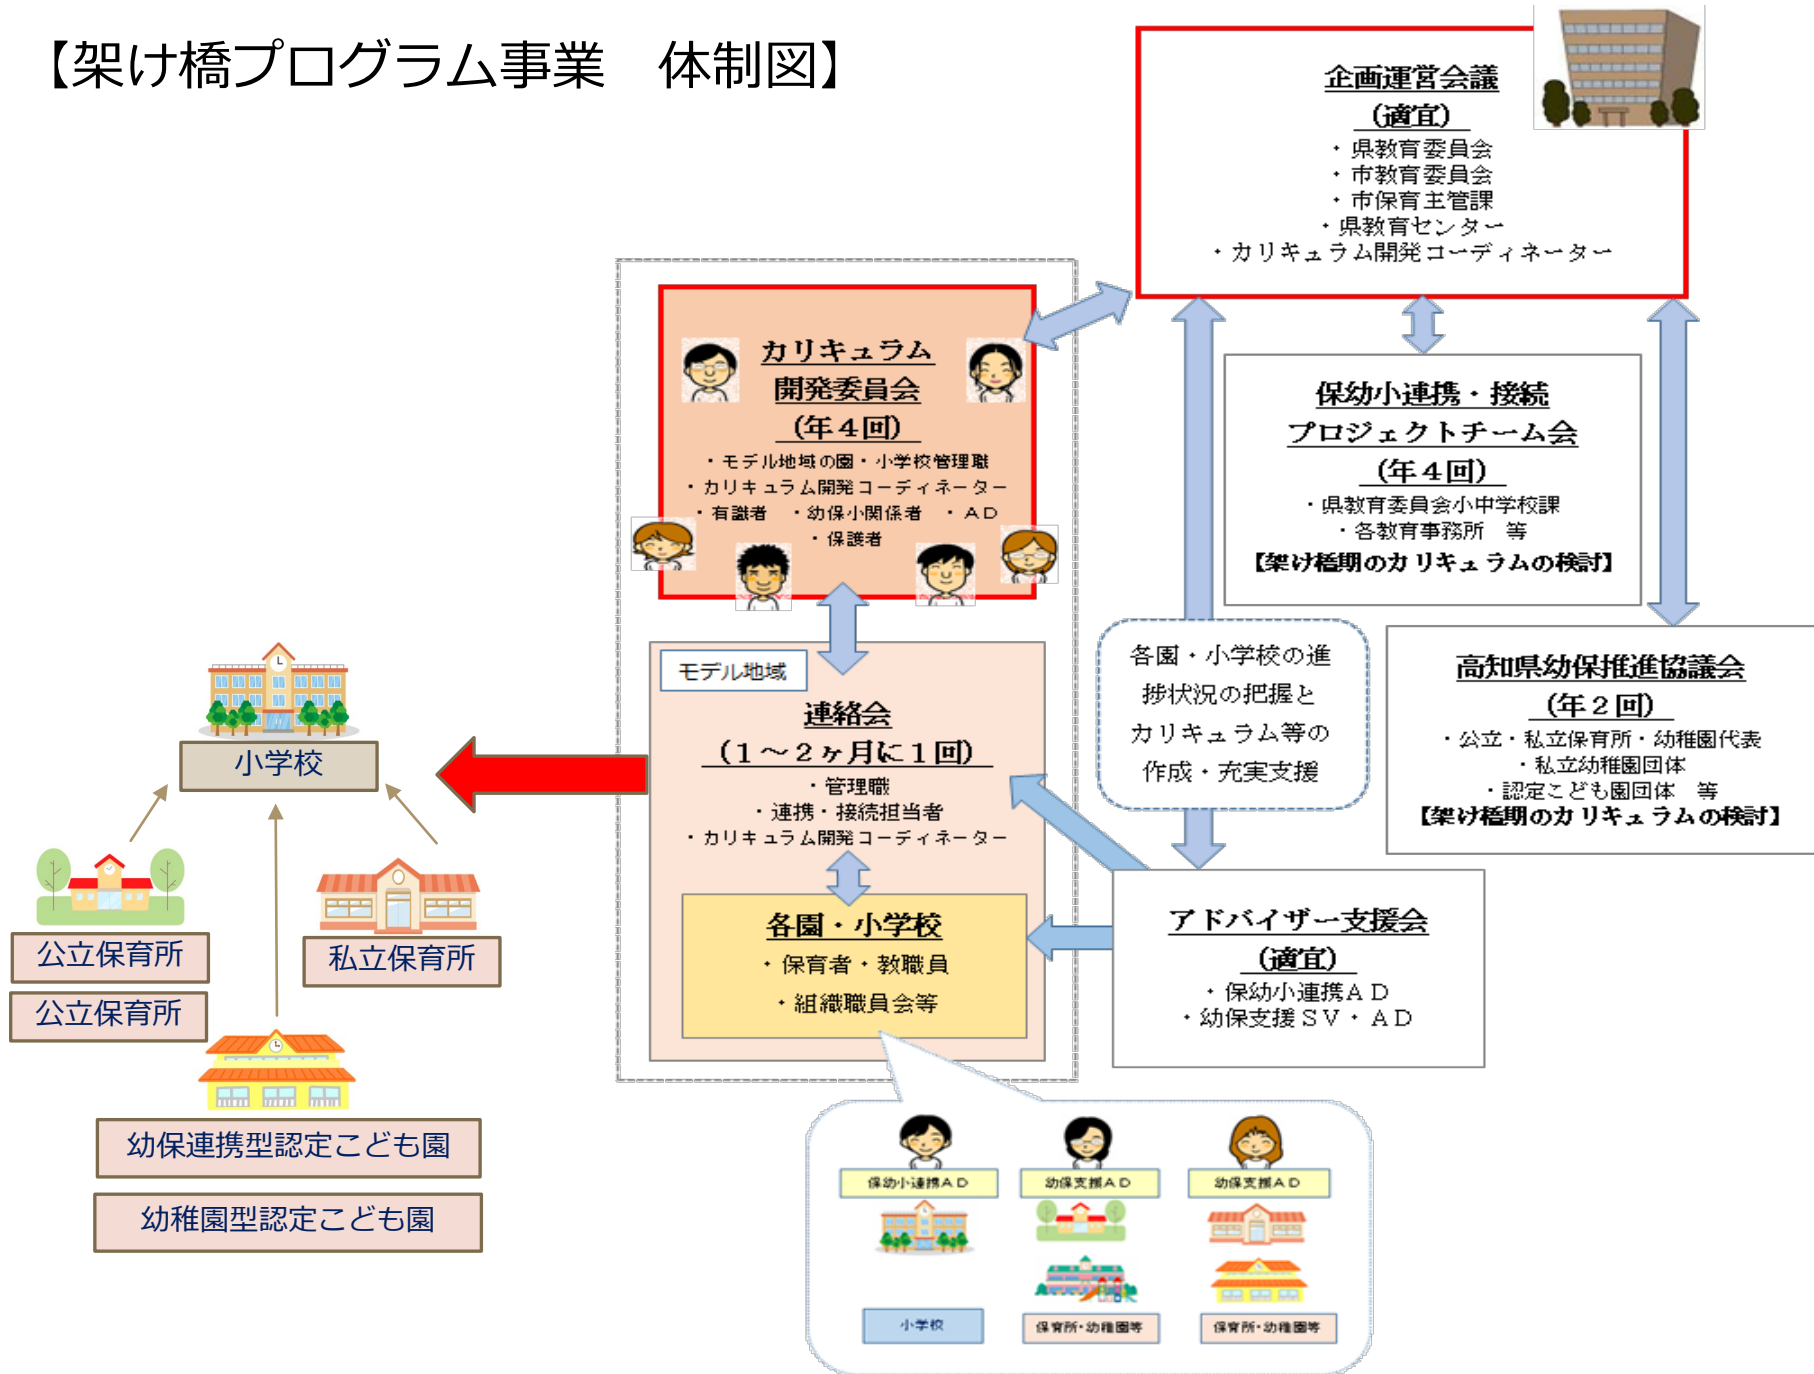 【架け橋プログラム事業　体制図】
企画運営会議
（適宜）
・県教育委員会
・市教育委員会
・市保育主管課
・県教育センター
・カリキュラム開発コーディネーター
カリキュラム
開発委員会
（年４回）
・モデル地域の園・小学校管理職
・カリキュラム開発コーディネーター
・有識者　・幼保小関係者　・ＡＤ
・保護者
保幼小連携・接続
プロジェクトチーム会
（年４回）
・県教育委員会小中学校課
・各教育事務所　等
【架け橋期のカリキュラムの検討】
モデル地域
連絡会
（１～２ヶ月に１回）
・管理職
・連携・接続担当者
・カリキュラム開発コーディネーター
各園・小学校の進
捗状況の把握と
カリキュラム等の
作成・充実支援
高知県幼保推進協議会
（年２回）
・公立・私立保育所・幼稚園代表
・私立幼稚園団体
・認定こども園団体　等
【架け橋期のカリキュラムの検討】
各園・小学校
・保育者・教職員
・組織職員会等
アドバイザー支援会
（適宜）
・保幼小連携ＡＤ
・幼保支援ＳＶ・ＡＤ
小学校
公立保育所
公立保育所
私立保育所
幼保連携型認定こども園
幼稚園型認定こども園
保幼小連携ＡＤ
幼保支援ＡＤ
幼保支援ＡＤ
小学校
保育所・幼稚園等
保育所・幼稚園等